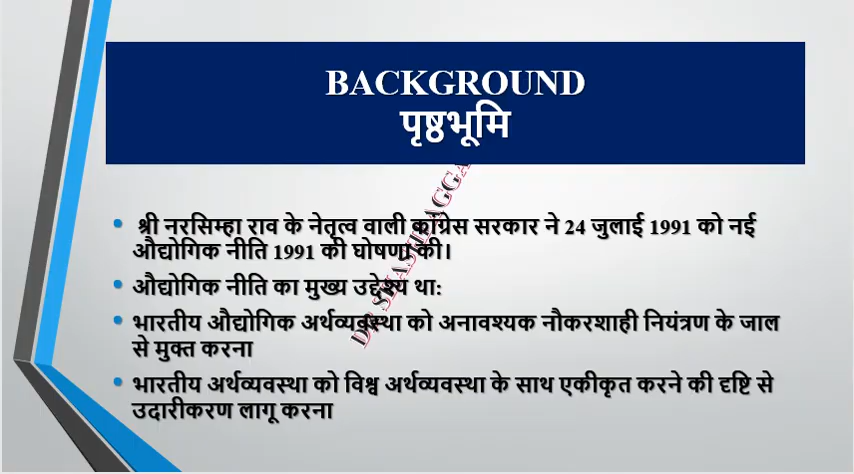 BACKGROUND
पृष्ठभूमि
श्री नरसिम्हा राव के नेतृत्व वाली कांग्रेस सरकार ने 24 जुलाई 1991 को नई
औद्योगिक नीति 1991 की घोषणा की।
औद्योगिक नीति का मुख्य उद्देश्य था:
भारतीय औद्योगिक अर्थव्यवस्था को अनावश्यक नौकरशाही नियंत्रण के जाल
से मुक्त करना
भारतीय अर्थव्यवस्था को विश्व अर्थव्यवस्था के साथ एकीकृत करने की दृष्टि से
उदारीकरण लागू करना